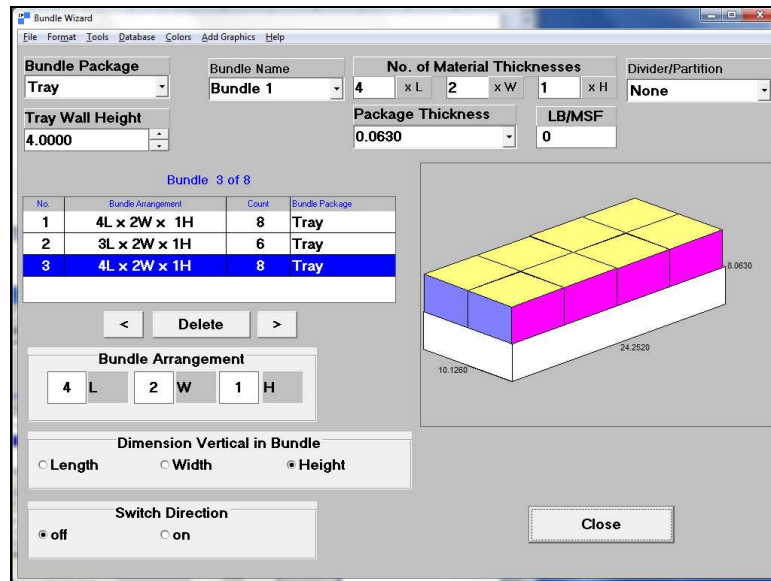 Bundle Wizard
File Format Tools Database Colors Add Graphics Help
Bundle Package
Tray
Bundle Name
Bundle 1
No. of Material Thicknesses
4 x L 2 x W 1 x H
Divider/Partition
None
Tray Wall Height
4.0000
Package Thickness
0.0630
LB/MSF
0
Bundle 3 of 8
No. Bundle Arrangement Count Bundle Package
1 4L x 2W x 1H 8 Tray
2 3L x 2W x 1H 6 Tray
3 4L x 2W x 1H 8 Tray
8.0630
24.2520
10.1260
< Delete >
Bundle Arrangement
4 L 2 W 1 H
Dimension Vertical in Bundle
Length Width Height
Switch Direction
off on
Close